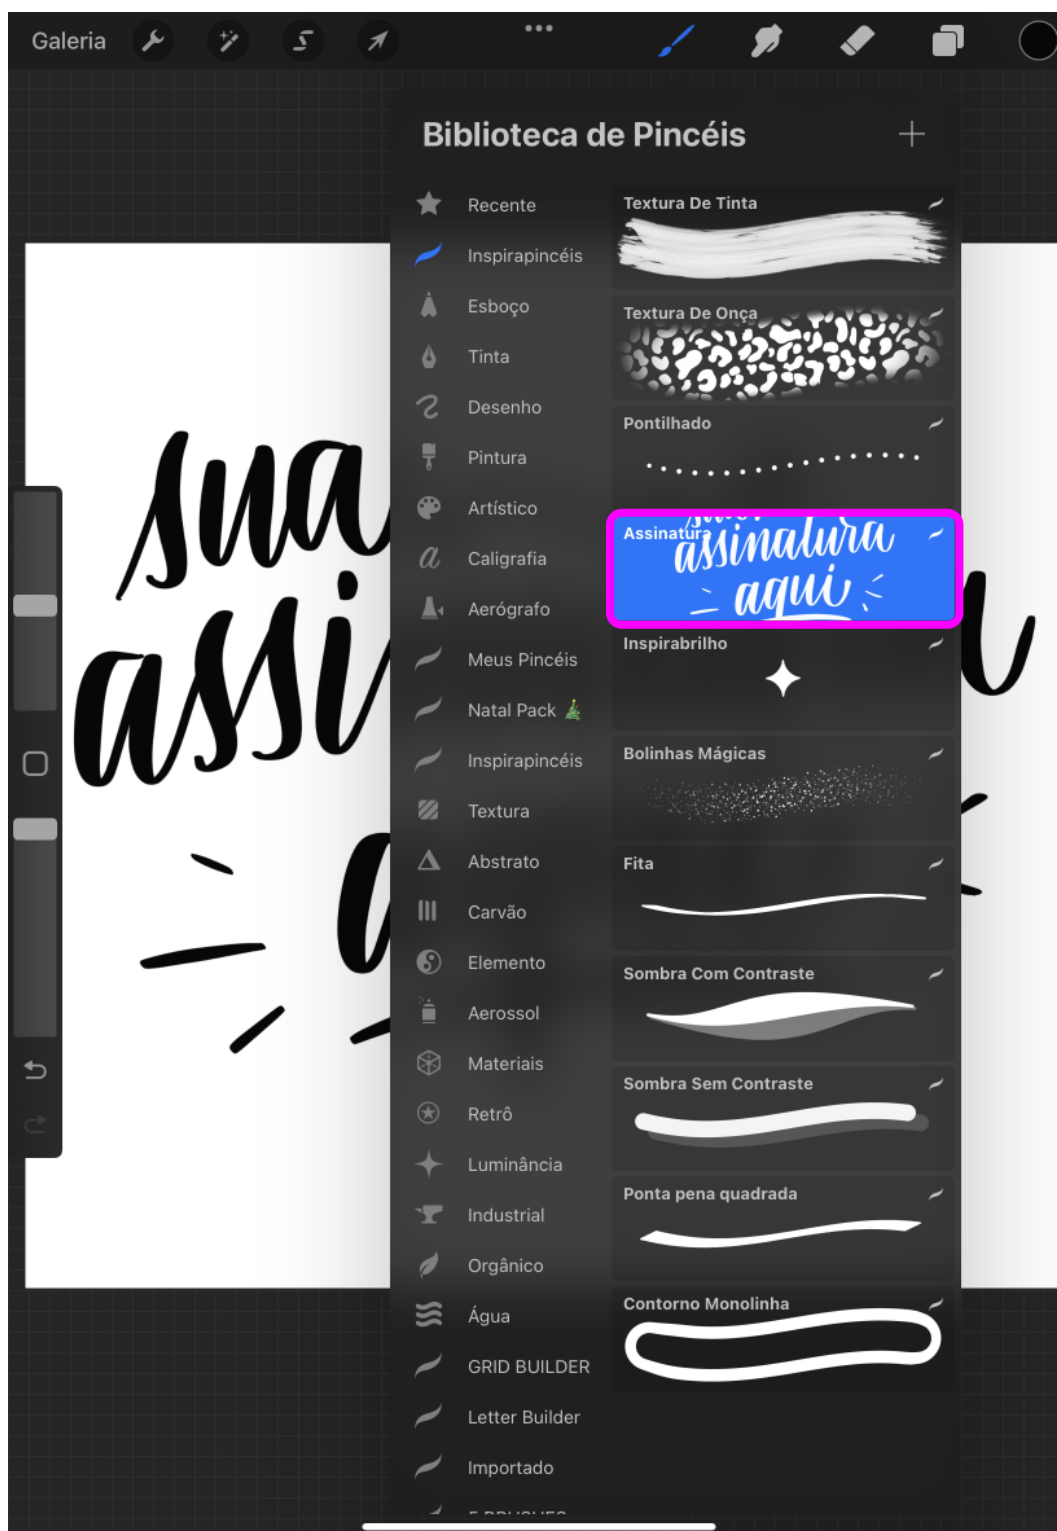 Galeria
Biblioteca de Pincéis
Recente
Inspirapincéis
Esboço
Tinta
Desenho
Pintura
Artístico
Caligrafia
Aerógrafo
Meus Pincéis
Natal Pack 🎄
Inspirapincéis
Textura
Abstrato
Carvão
Elemento
Aerossol
Materiais
Retrô
Luminância
Industrial
Orgânico
Água
GRID BUILDER
Letter Builder
Importado
Textura De Tinta
Textura De Onça
Pontilhado
Assinatura
assinatura
aqui
Inspirabrilho
Bolinhas Mágicas
Fita
Sombra Com Contraste
Sombra Sem Contraste
Ponta pena quadrada
Contorno Monolinha
sua
assi
a